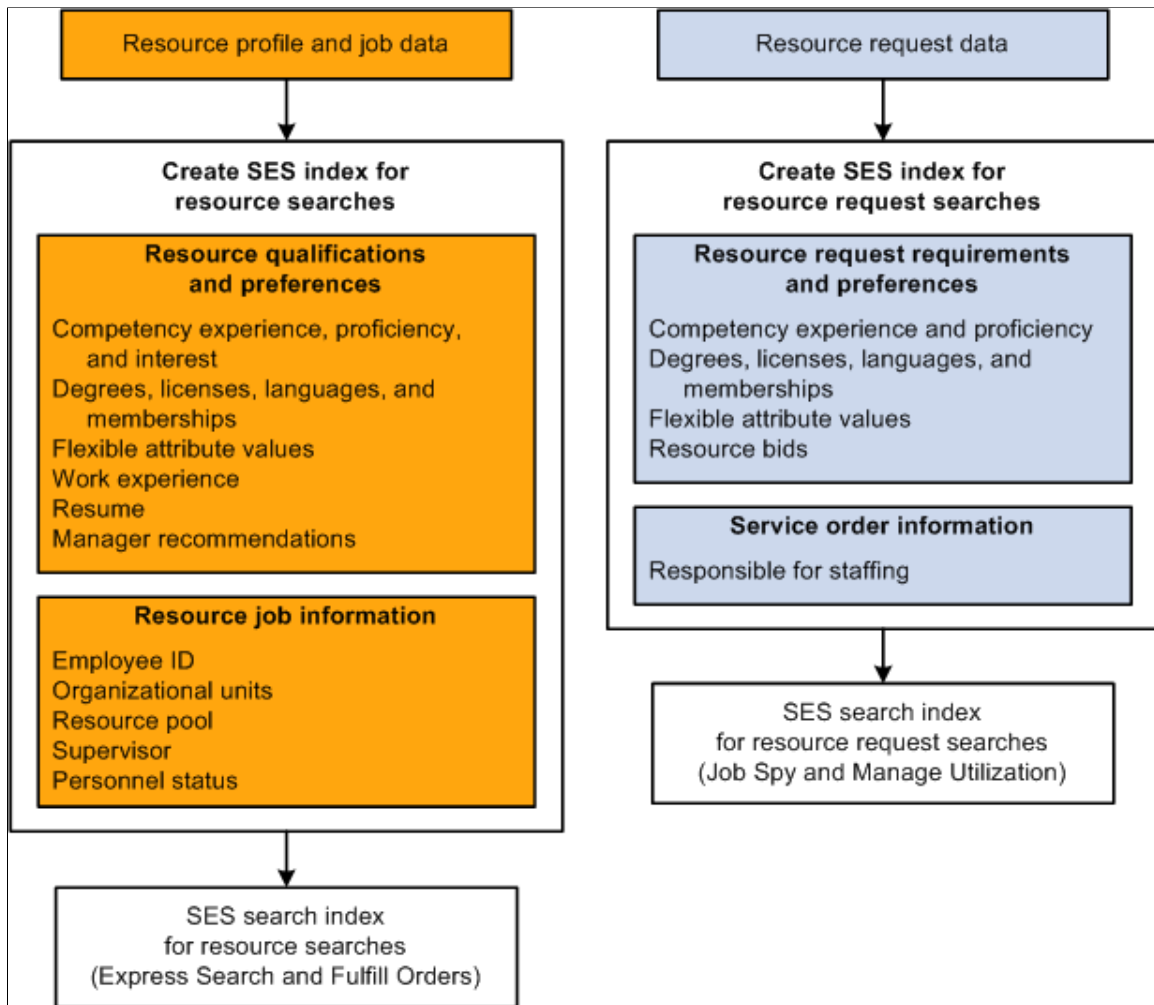 Resource profile and job data
Create SES index for
resource searches
Resource qualifications
and preferences
Competency experience, proficiency,
and interest
Degrees, licenses, languages, and
memberships
Flexible attribute values
Work experience
Resume
Manager recommendations
Resource job information
Employee ID
Organizational units
Resource pool
Supervisor
Personnel status
SES search index
for resource searches
(Express Search and Fulfill Orders)
Resource request data
Create SES index for
resource request searches
Resource request requirements
and preferences
Competency experience and proficiency
Degrees, licenses, languages, and
memberships
Flexible attribute values
Resource bids
Service order information
Responsible for staffing
SES search index
for resource request searches
(Job Spy and Manage Utilization)